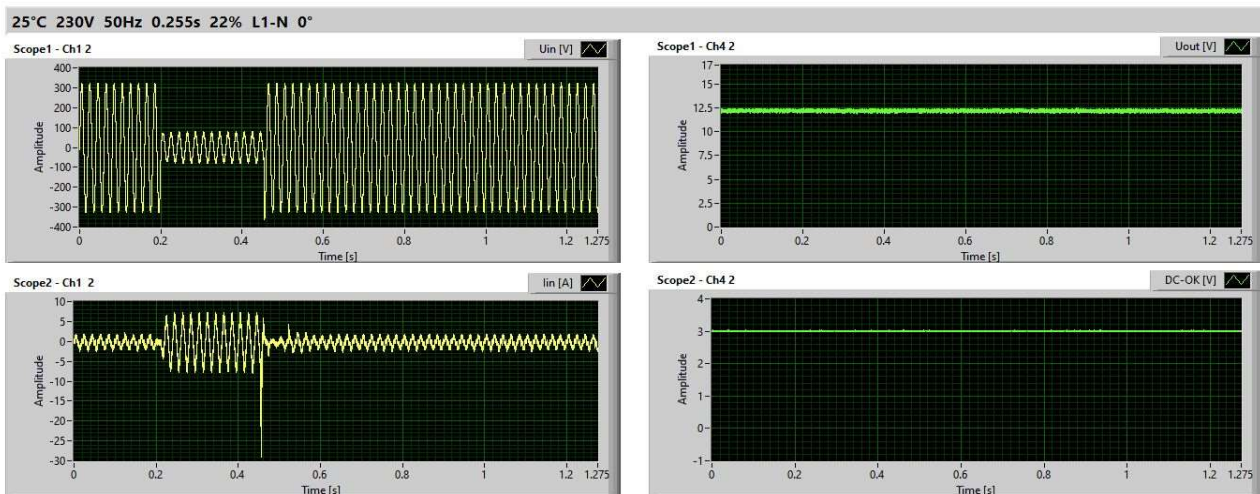 25°C 230V 50Hz 0.255s 22% L1-N 0°
Scope1 - Ch1 2
Uin [V]
Amplitude
400
300
200
100
0
-100
-200
-300
-400
0 0.2 0.4 0.6 0.8 1 1.2 1.275
Time [s]
Scope1 - Ch4 2
Uout [V]
Amplitude
17
15
12.5
10
7.5
5
2.5
0
0 0.2 0.4 0.6 0.8 1 1.2 1.275
Time [s]
Scope2 - Ch1 2
Iin [A]
Amplitude
10
5
0
-5
-10
-15
-20
-25
-30
0 0.2 0.4 0.6 0.8 1 1.2 1.275
Time [s]
Scope2 - Ch4 2
DC-OK [V]
Amplitude
4
3
2
1
0
-1
0 0.2 0.4 0.6 0.8 1 1.2 1.275
Time [s]